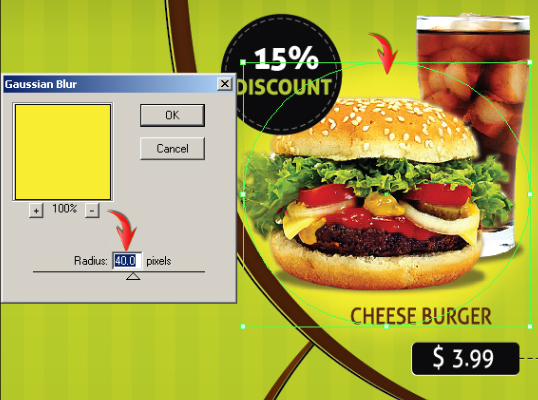 15%
DISCOUNT
Gaussian Blur
OK
Cancel
+ 100% -
Radius: 40.0 pixels
CHEESE BURGER
$ 3.99